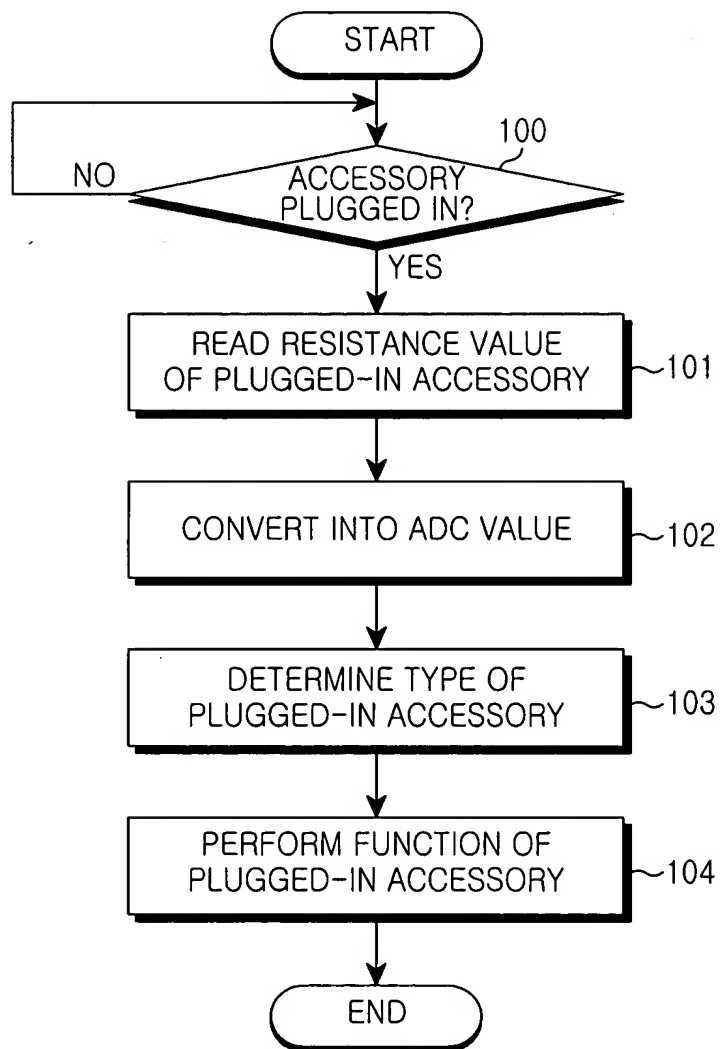 START
100
ACCESSORY
PLUGGED IN?
NO
YES
READ RESISTANCE VALUE
OF PLUGGED-IN ACCESSORY
101
CONVERT INTO ADC VALUE
102
DETERMINE TYPE OF
PLUGGED-IN ACCESSORY
103
PERFORM FUNCTION OF
PLUGGED-IN ACCESSORY
104
END